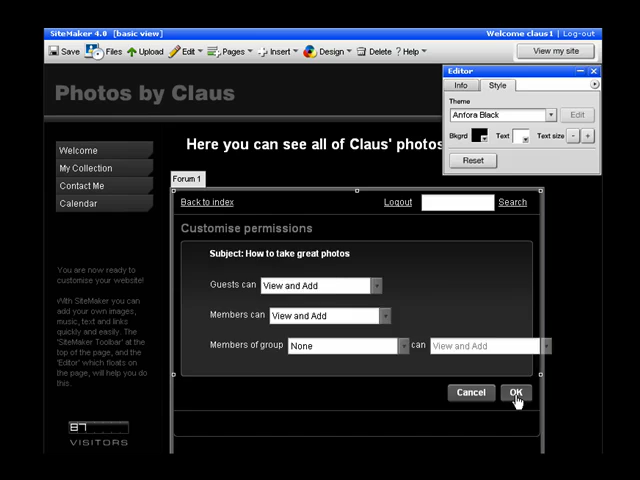 SiteMaker 4.0 [basic view]
Welcome claus1 | Log-out
Save Files Upload Edit Pages Insert Design Delete ? Help
View my site
Editor
Info Style
Theme
Anfora Black Edit
Bkgrd Text Text size - +
Reset
Photos by Claus
Here you can see all of Claus' photos
Welcome
My Collection
Contact Me
Calendar
Forum 1
Back to index Logout Search
Customise permissions
Subject: How to take great photos
Guests can View and Add
Members can View and Add
Members of group None can View and Add
Cancel OK
You are now ready to
customise your website!
With SiteMaker you can
add your own images,
music, text and links
quickly and easily. The
'SiteMaker Toolbar' at the
top of the page, and the
'Editor' which floats on
the page, will help you do
this.
87
VISITORS